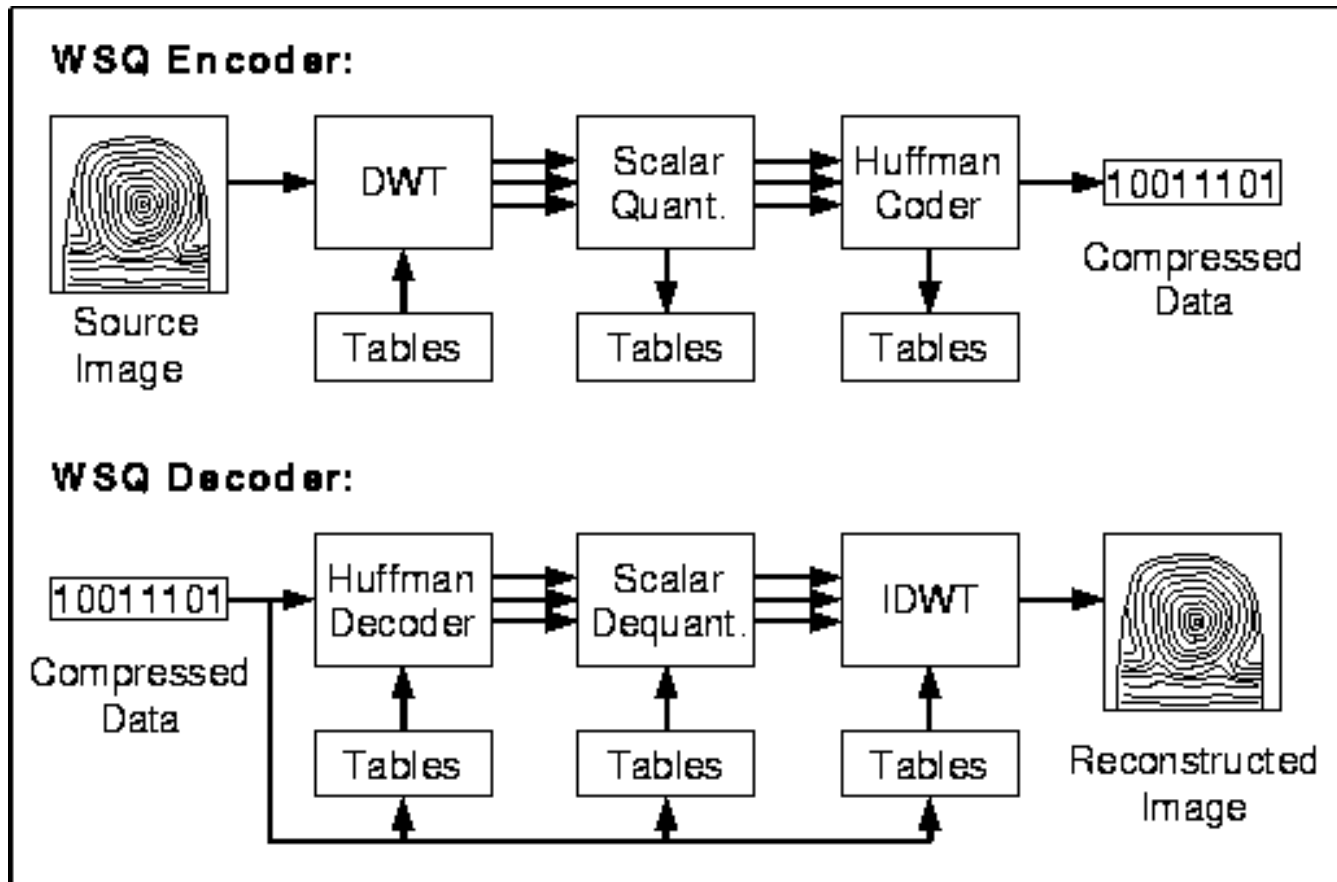 WSQ Encoder:
Source
Image
DWT
Scalar
Quant.
Huffman
Coder
10011101
Compressed
Data
Tables
Tables
Tables
WSQ Decoder:
10011101
Compressed
Data
Huffman
Decoder
Scalar
Dequant.
IDWT
Reconstructed
Image
Tables
Tables
Tables